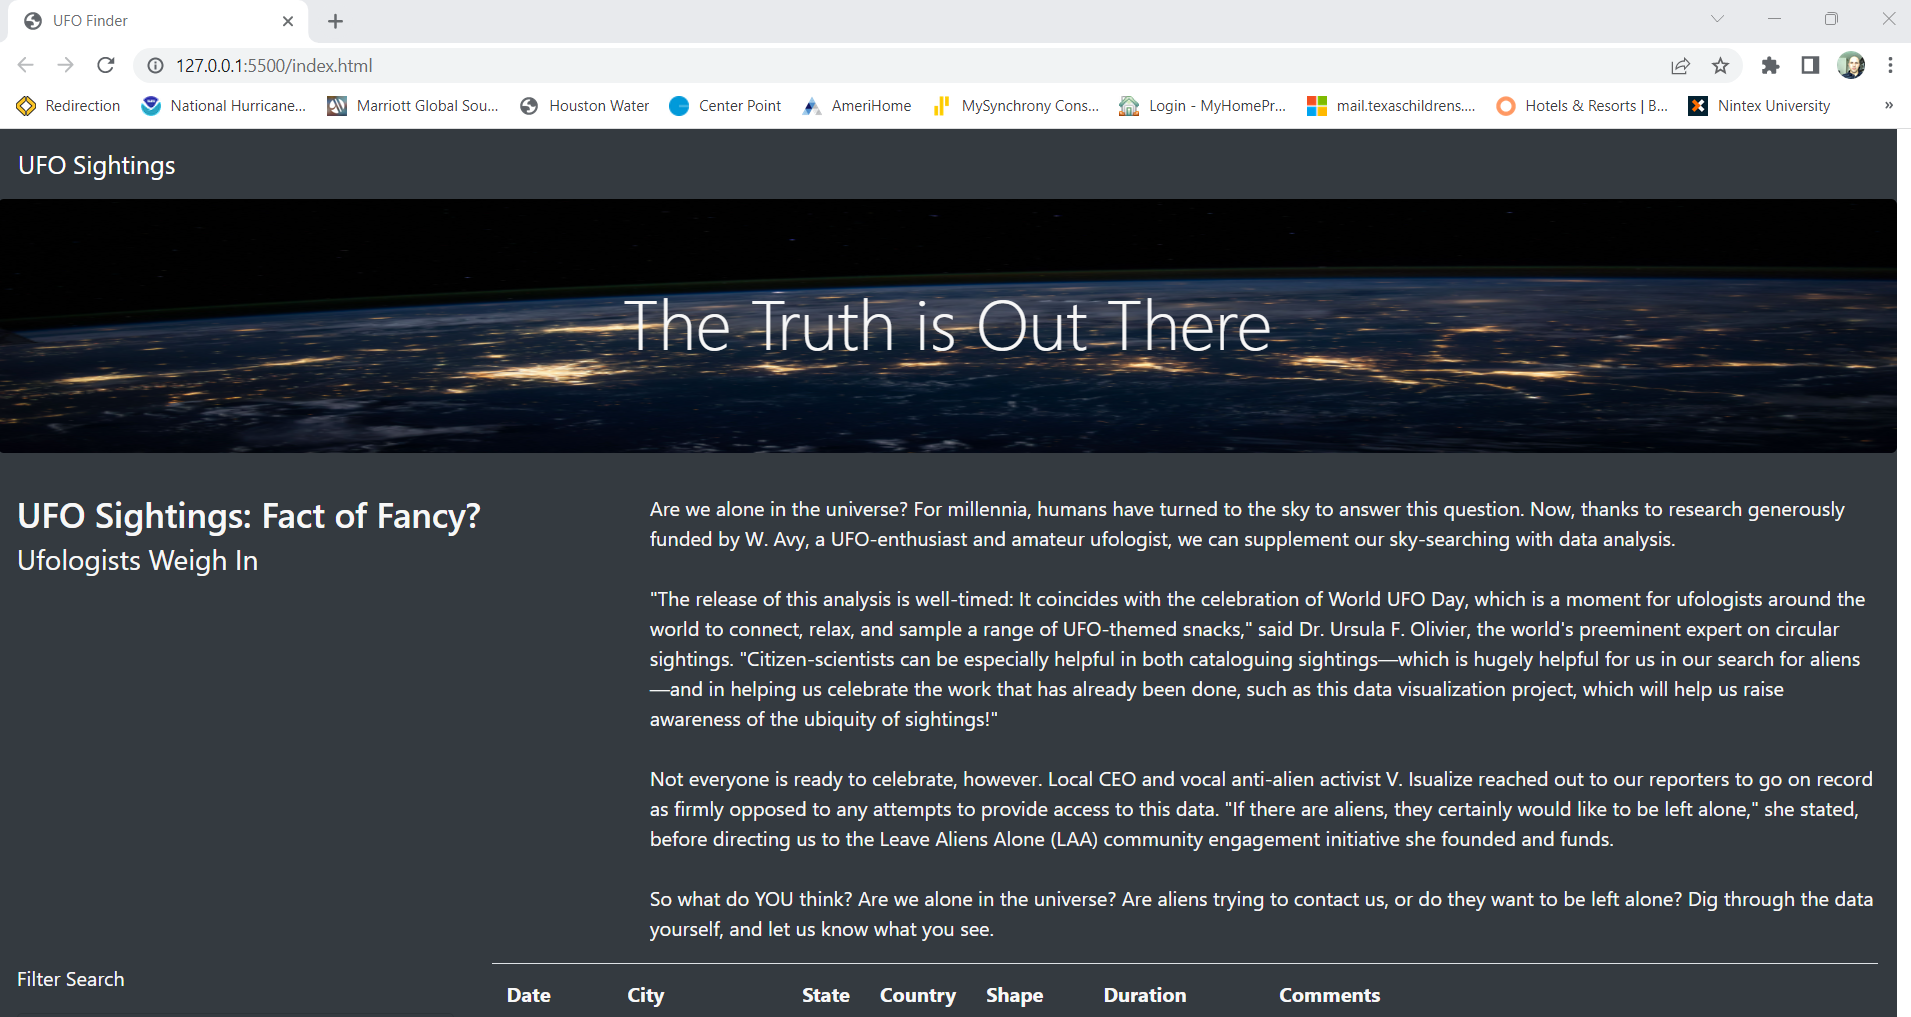 UFO Finder
127.0.0.1:5500/index.html
Redirection National Hurricane... Marriott Global Sou... Houston Water Center Point AmeriHome MySynchrony Cons... Login - MyHomePr... mail.texaschildrens.... Hotels & Resorts | B... Nintex University »
UFO Sightings
The Truth is Out There
UFO Sightings: Fact of Fancy?
Ufologists Weigh In
Are we alone in the universe? For millennia, humans have turned to the sky to answer this question. Now, thanks to research generously
funded by W. Avy, a UFO-enthusiast and amateur ufologist, we can supplement our sky-searching with data analysis.
"The release of this analysis is well-timed: It coincides with the celebration of World UFO Day, which is a moment for ufologists around the
world to connect, relax, and sample a range of UFO-themed snacks," said Dr. Ursula F. Olivier, the world's preeminent expert on circular
sightings. "Citizen-scientists can be especially helpful in both cataloguing sightings—which is hugely helpful for us in our search for aliens
—and in helping us celebrate the work that has already been done, such as this data visualization project, which will help us raise
awareness of the ubiquity of sightings!"
Not everyone is ready to celebrate, however. Local CEO and vocal anti-alien activist V. Isualize reached out to our reporters to go on record
as firmly opposed to any attempts to provide access to this data. "If there are aliens, they certainly would like to be left alone," she stated,
before directing us to the Leave Aliens Alone (LAA) community engagement initiative she founded and funds.
So what do YOU think? Are we alone in the universe? Are aliens trying to contact us, or do they want to be left alone? Dig through the data
yourself, and let us know what you see.
Filter Search
Date City State Country Shape Duration Comments